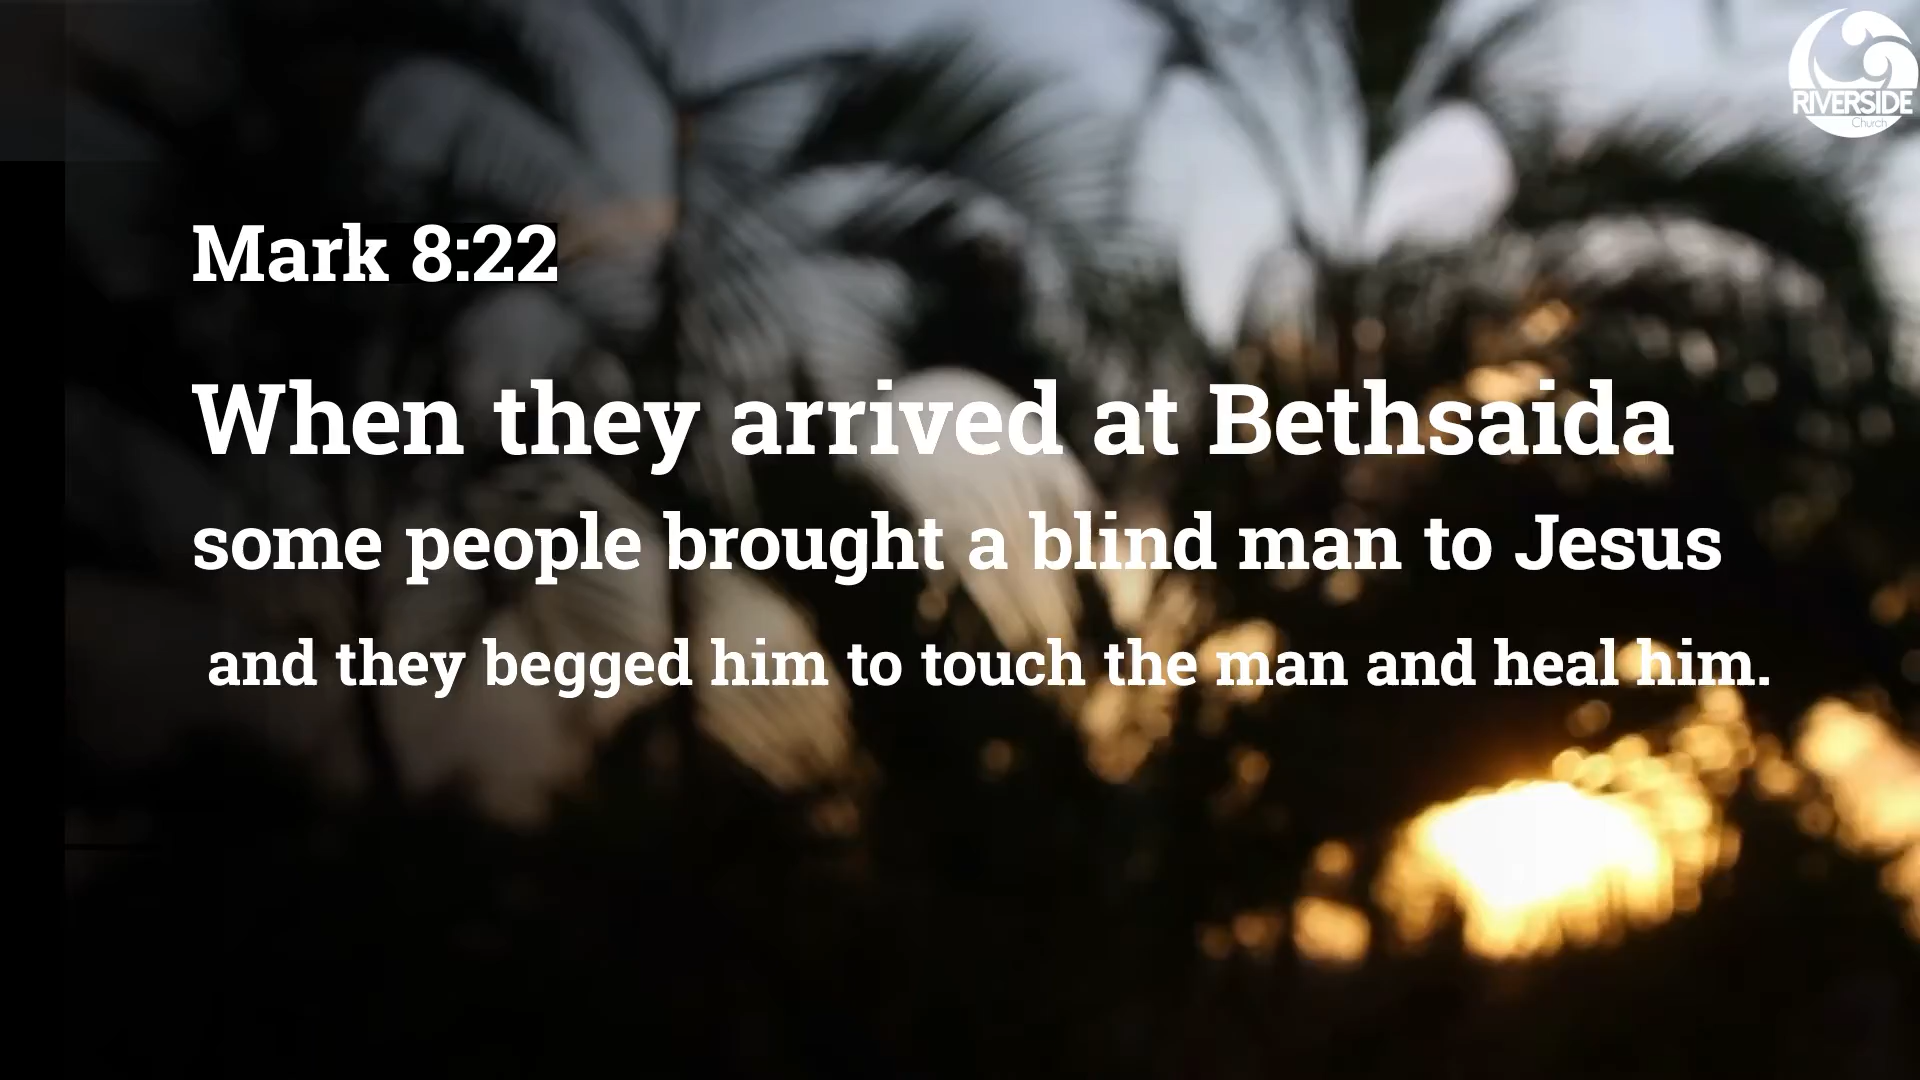 RIVERSIDE
Church
Mark 8:22
When they arrived at Bethsaida
some people brought a blind man to Jesus
and they begged him to touch the man and heal him.